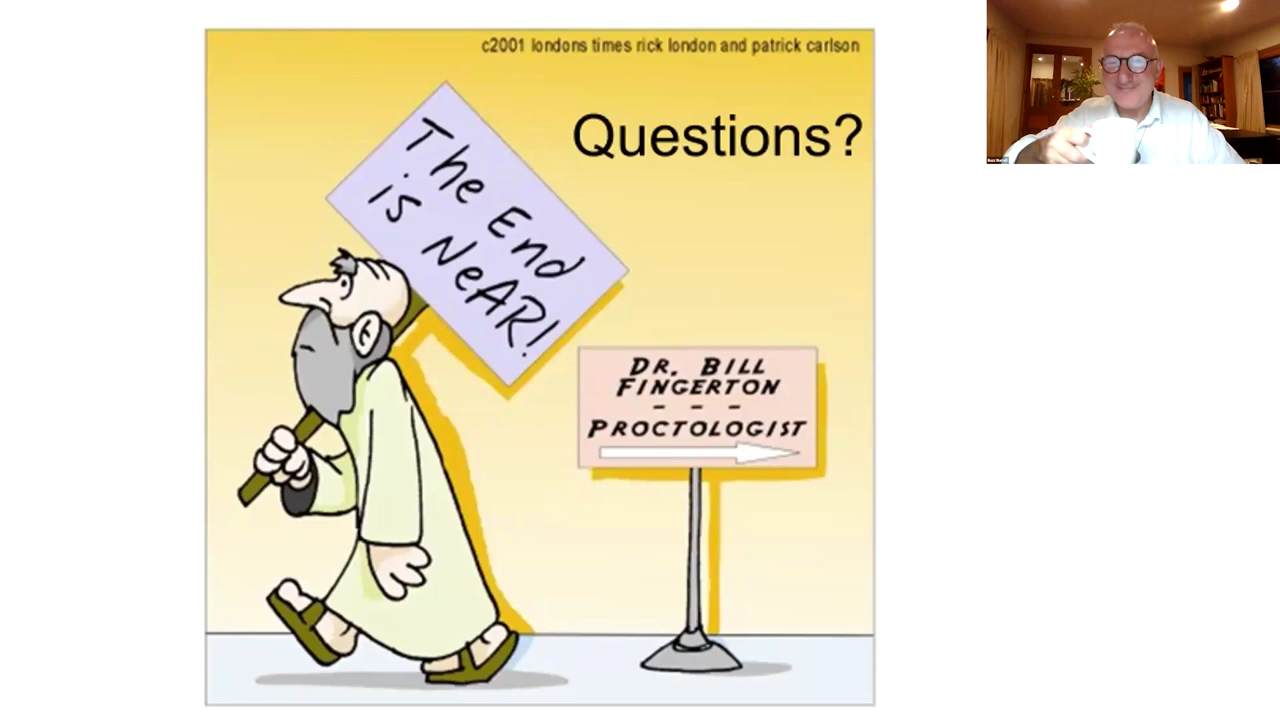 c2001 londons times rick london and patrick carlson
Questions?
The End
is NeAR!
DR. BILL
FINGERTON
- - -
PROCTOLOGIST